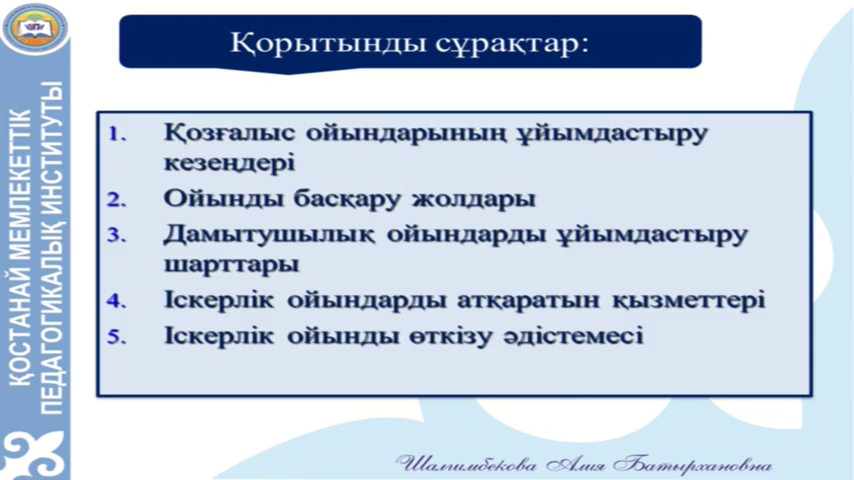 Қорытынды сұрақтар:
1. Қозғалыс ойындарының ұйымдастыру
кезеңдері
2. Ойынды басқару жолдары
3. Дамытушылық ойындарды ұйымдастыру
шарттары
4. Іскерлік ойындарды атқаратын қызметтері
5. Іскерлік ойынды өткізу әдістемесі
ҚОСТАНАЙ МЕМЛЕКЕТТІК
ПЕДАГОГИКАЛЫҚ ИНСТИТУТЫ
Шалгимбекова Алия Батырхановна